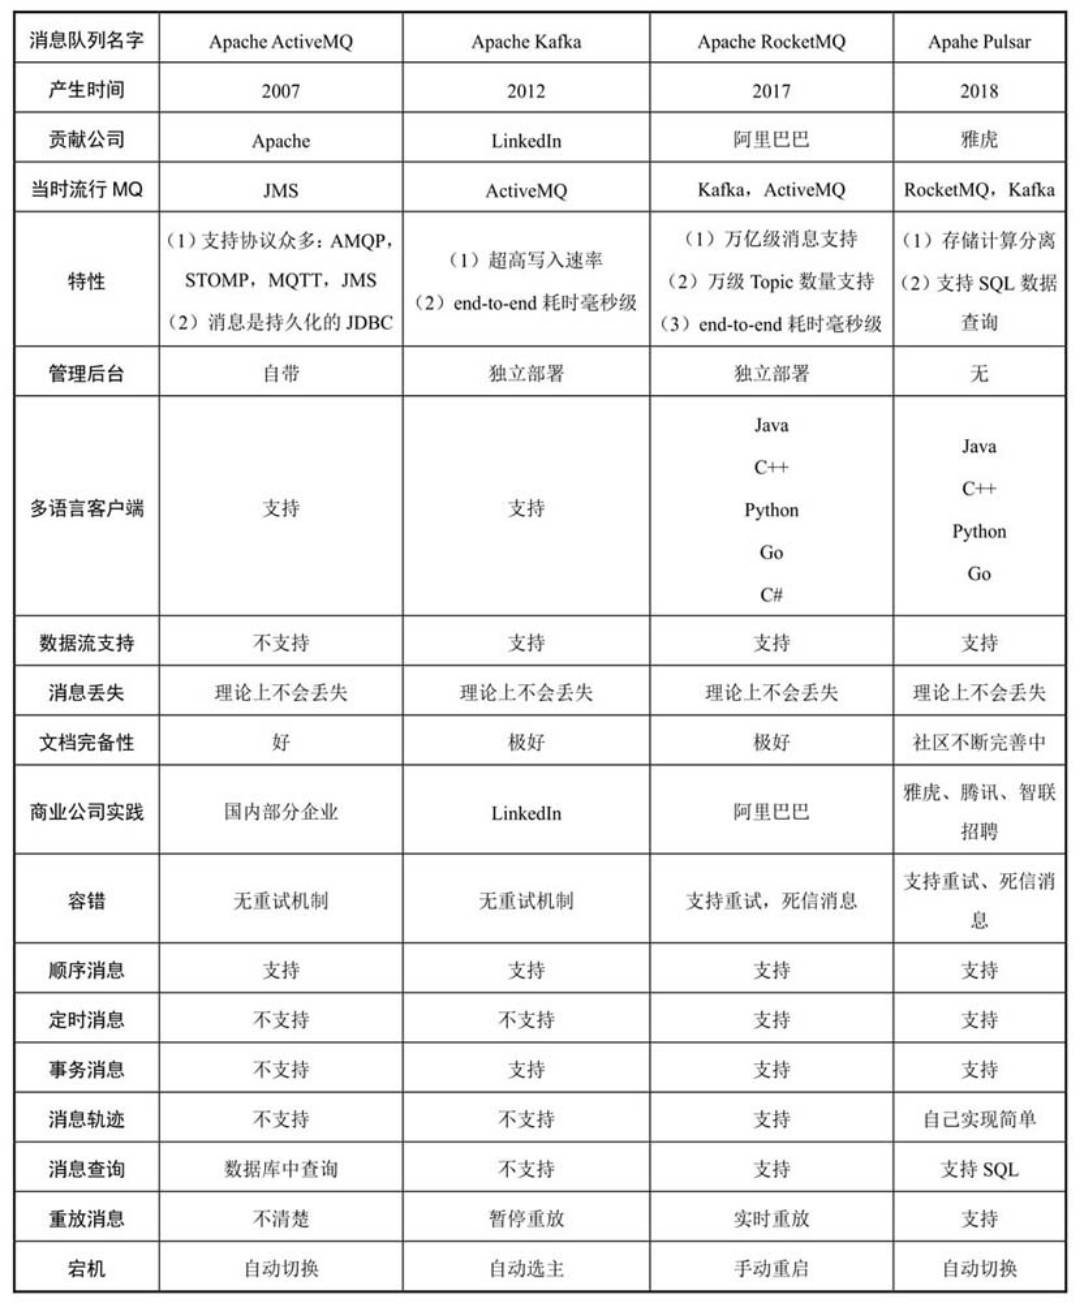 消息队列名字 Apache ActiveMQ Apache Kafka Apache RocketMQ Apahe Pulsar
产生时间 2007 2012 2017 2018
贡献公司 Apache LinkedIn 阿里巴巴 雅虎
当时流行 MQ JMS ActiveMQ Kafka，ActiveMQ RocketMQ，Kafka
特性
（1）支持协议众多：AMQP，
STOMP，MQTT，JMS
（2）消息是持久化的 JDBC
（1）超高写入速率
（2）end-to-end 耗时毫秒级
（1）万亿级消息支持
（2）万级 Topic 数量支持
（3）end-to-end 耗时毫秒级
（1）存储计算分离
（2）支持 SQL 数据
查询
管理后台 自带 独立部署 独立部署 无
多语言客户端 支持 支持
Java
C++
Python
Go
C#
Java
C++
Python
Go
数据流支持 不支持 支持 支持 支持
消息丢失 理论上不会丢失 理论上不会丢失 理论上不会丢失 理论上不会丢失
文档完备性 好 极好 极好 社区不断完善中
商业公司实践 国内部分企业 LinkedIn 阿里巴巴
雅虎、腾讯、智联
招聘
容错 无重试机制 无重试机制 支持重试，死信消息
支持重试、死信消
息
顺序消息 支持 支持 支持 支持
定时消息 不支持 不支持 支持 支持
事务消息 不支持 支持 支持 支持
消息轨迹 不支持 不支持 支持 自己实现简单
消息查询 数据库中查询 不支持 支持 支持 SQL
重放消息 不清楚 暂停重放 实时重放 支持
宕机 自动切换 自动选主 手动重启 自动切换